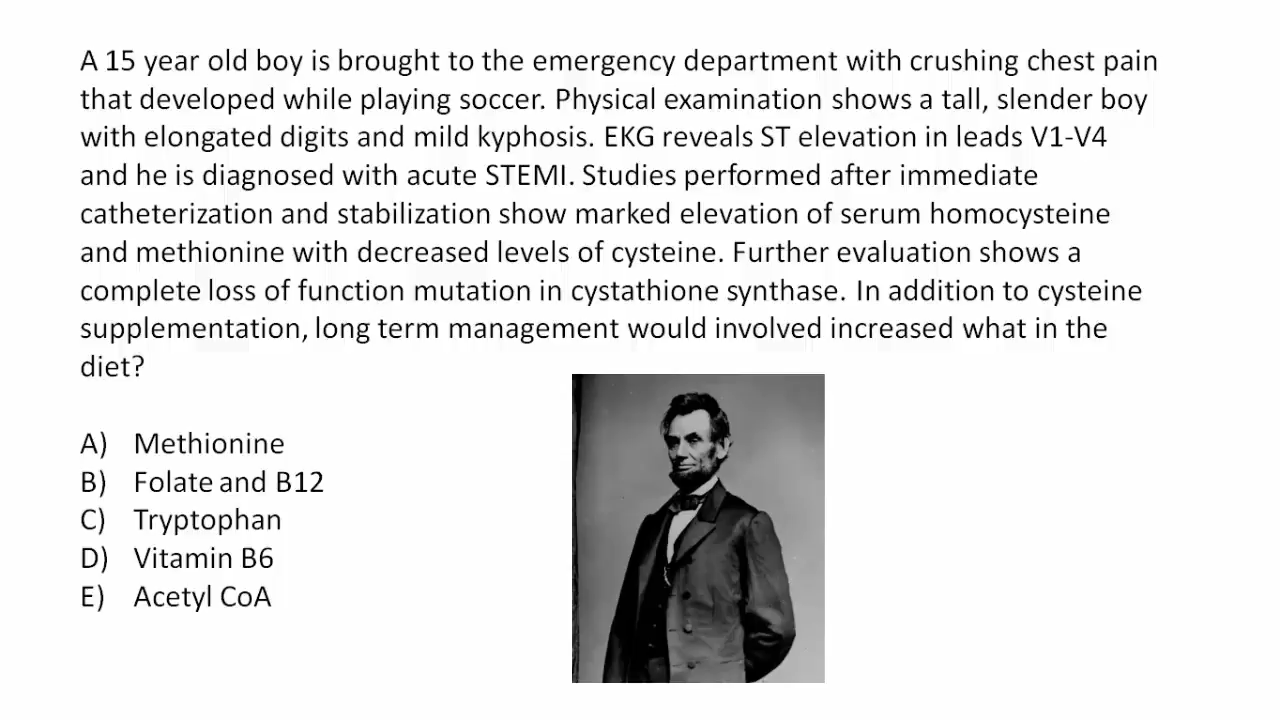 A 15 year old boy is brought to the emergency department with crushing chest pain
that developed while playing soccer. Physical examination shows a tall, slender boy
with elongated digits and mild kyphosis. EKG reveals ST elevation in leads V1-V4
and he is diagnosed with acute STEMI. Studies performed after immediate
catheterization and stabilization show marked elevation of serum homocysteine
and methionine with decreased levels of cysteine. Further evaluation shows a
complete loss of function mutation in cystathione synthase. In addition to cysteine
supplementation, long term management would involved increased what in the
diet?
A) Methionine
B) Folate and B12
C) Tryptophan
D) Vitamin B6
E) Acetyl CoA